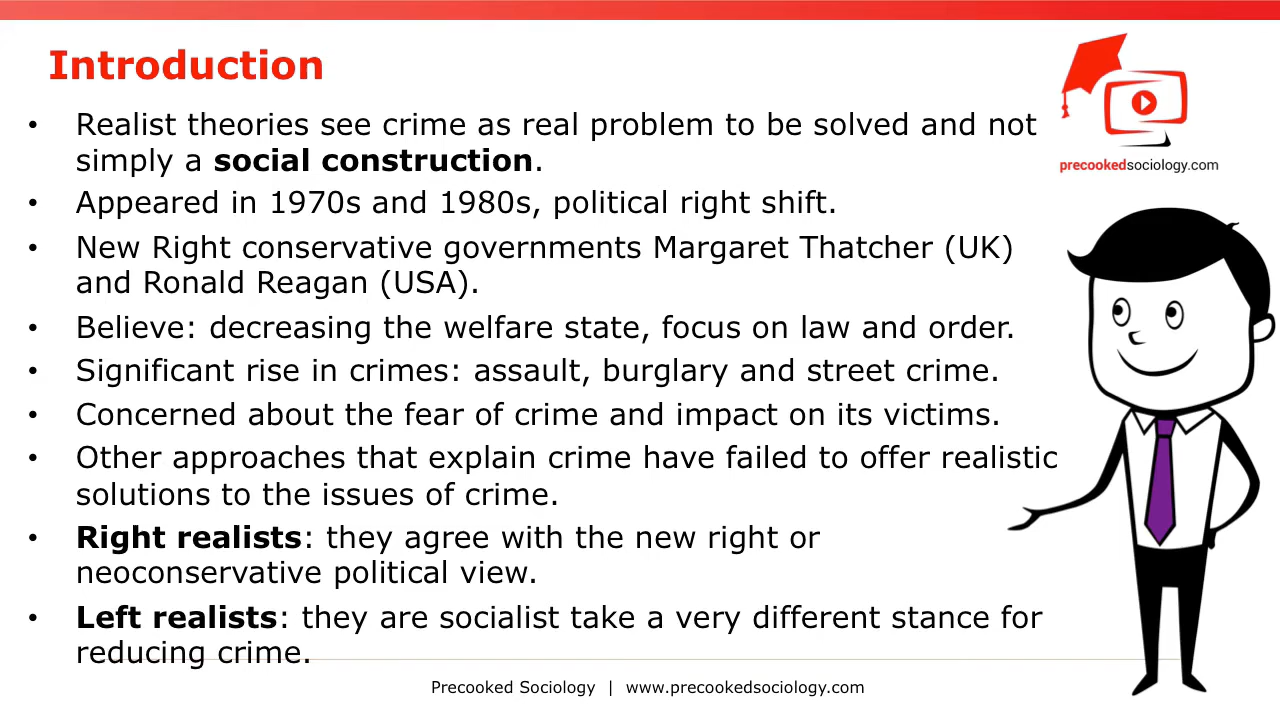 Introduction
• Realist theories see crime as real problem to be solved and not
simply a social construction.
• Appeared in 1970s and 1980s, political right shift.
• New Right conservative governments Margaret Thatcher (UK)
and Ronald Reagan (USA).
• Believe: decreasing the welfare state, focus on law and order.
• Significant rise in crimes: assault, burglary and street crime.
• Concerned about the fear of crime and impact on its victims.
• Other approaches that explain crime have failed to offer realistic
solutions to the issues of crime.
• Right realists: they agree with the new right or
neoconservative political view.
• Left realists: they are socialist take a very different stance for
reducing crime.
precookedsociology.com
Precooked Sociology | www.precookedsociology.com